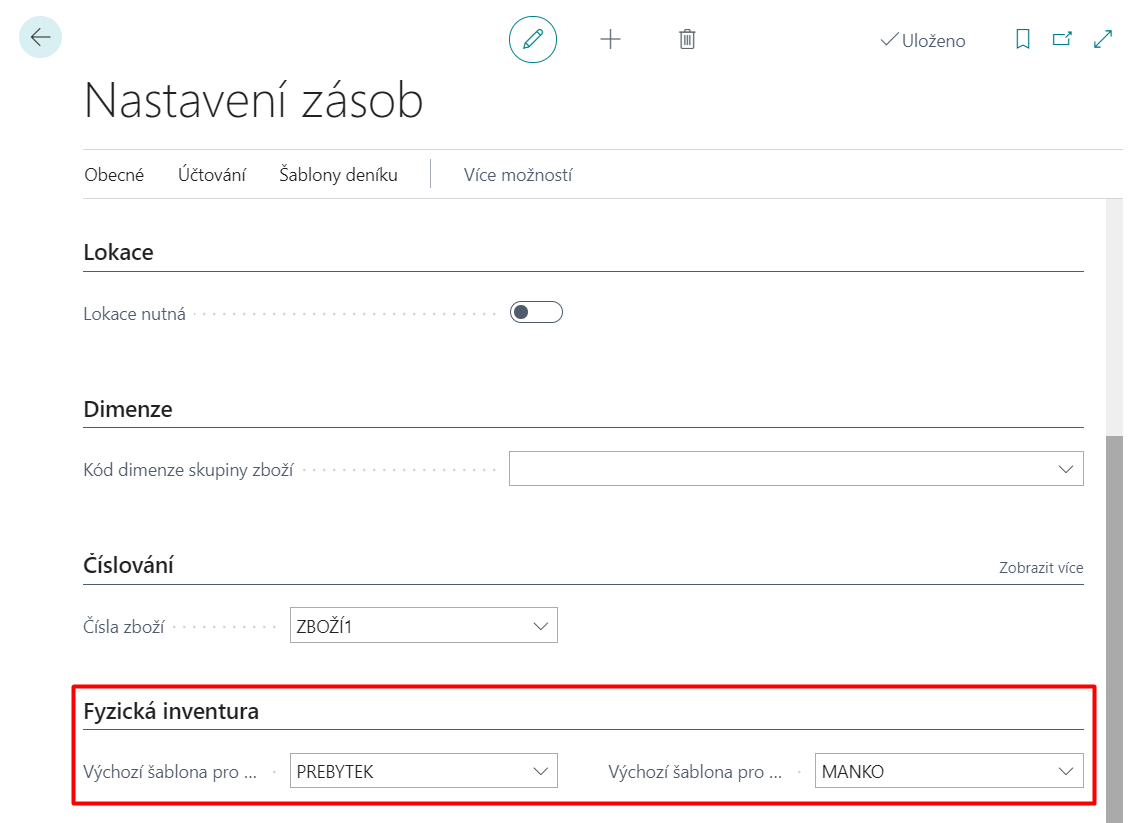 Uloženo
Nastavení zásob
Obecné Účtování Šablony deníku Více možností
Lokace
Lokace nutná
Dimenze
Kód dimenze skupiny zboží
Číslování Zobrazit více
Čísla zboží ZBOŽÍ1
Fyzická inventura
Výchozí šablona pro ... PREBYTEK Výchozí šablona pro ... MANKO